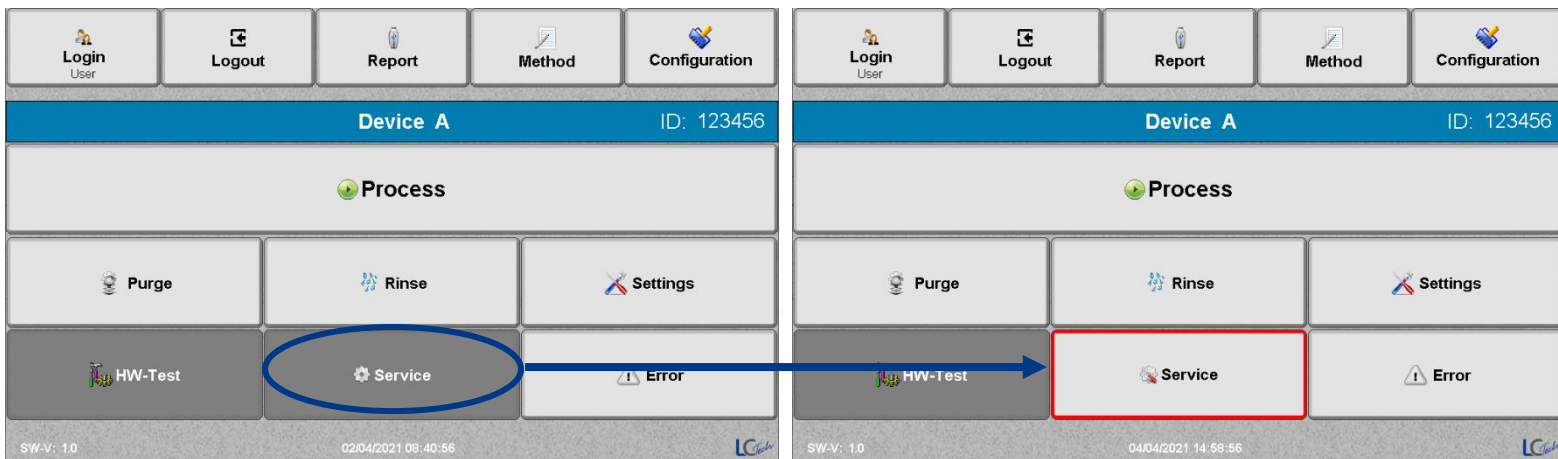 Login
User
Logout
Report
Method
Configuration
Device A
ID: 123456
Process
Purge
Rinse
Settings
HW-Test
Service
Error
SW-V: 1.0
02/04/2021 08:40:56
LCTech
Login
User
Logout
Report
Method
Configuration
Device A
ID: 123456
Process
Purge
Rinse
Settings
HW-Test
Service
Error
SW-V: 1.0
04/04/2021 14:58:56
LCTech